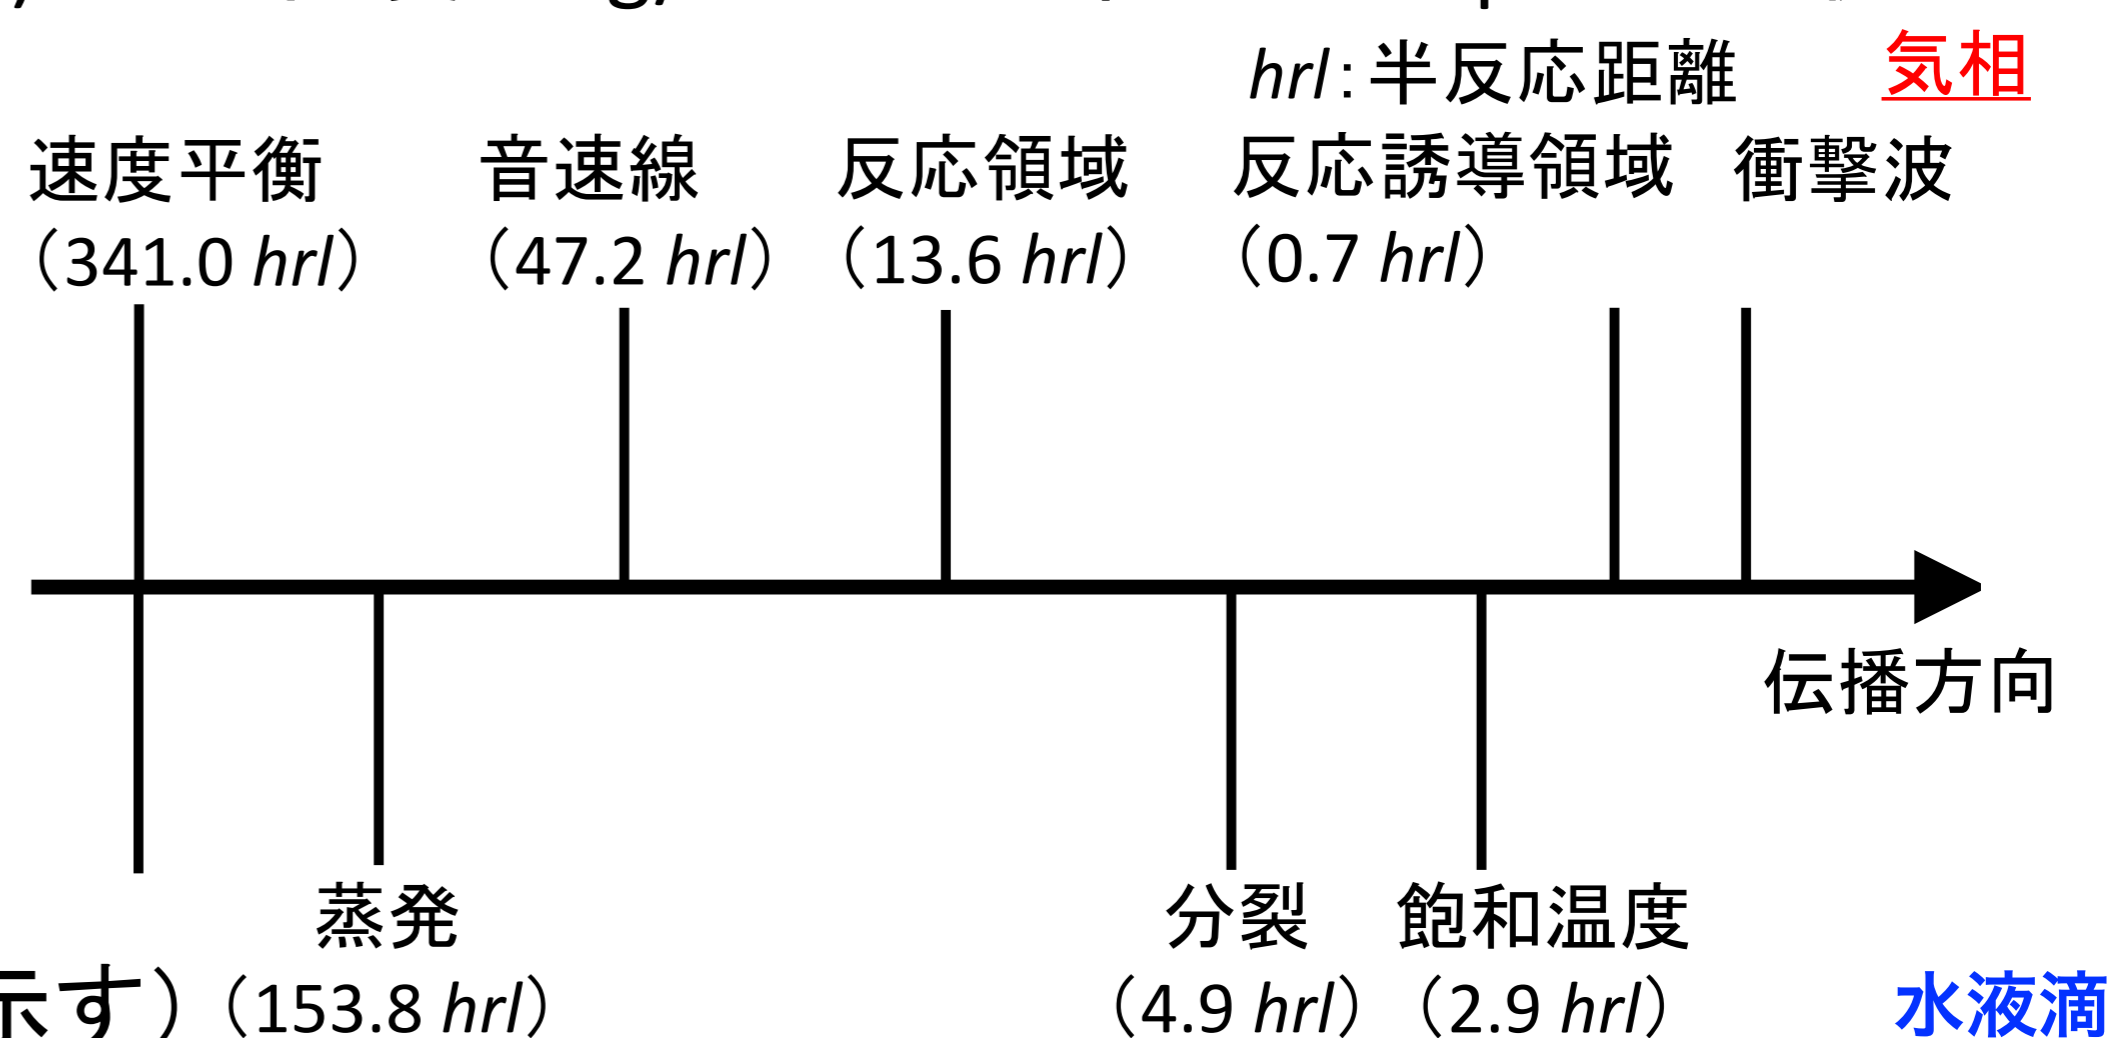 hrl:半反応距離 気相
速度平衡 音速線 反応領域 反応誘導領域 衝撃波
（341.0 hrl） （47.2 hrl） （13.6 hrl） （0.7 hrl）
伝播方向
蒸発 分裂 飽和温度
示す）（153.8 hrl） （4.9 hrl） （2.9 hrl） 水液滴